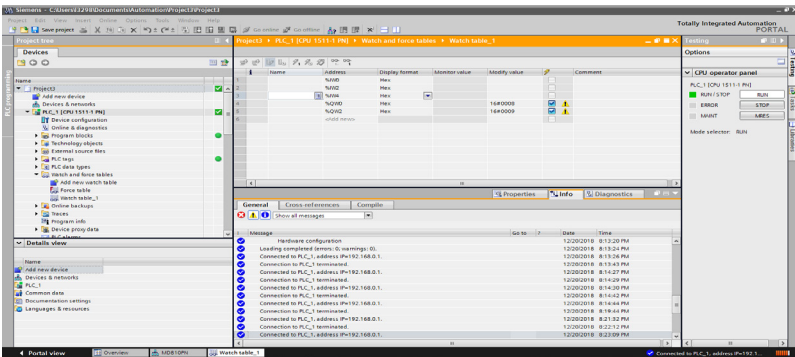 Siemens - C:\Users\I3298\Documents\Automation\Project3\Project3
Project Edit View Insert Online Options Tools Window Help
Totally Integrated Automation
PORTAL
Save project
Go online
Go offline
Project tree
Project3 ▸ PLC_1 [CPU 1511-1 PN] ▸ Watch and force tables ▸ Watch table_1
Testing
Devices
Options
Name
Project3
Add new device
Devices & networks
PLC_1 [CPU 1511-1 PN]
Device configuration
Online & diagnostics
Program blocks
Technology objects
External source files
PLC tags
PLC data types
Watch and force tables
Add new watch table
Force table
Watch table_1
Online backups
Traces
Program info
Device proxy data
PLC alarms
i Name Address Display format Monitor value Modify value Comment
1 %IW0 Hex
2 %IW2 Hex
3 %IW4 Hex
4 %QW0 Hex 16#0008
5 %QW2 Hex 16#0009
6 <Add new>
CPU operator panel
PLC_1 [CPU 1511-1 PN]
RUN / STOP RUN
ERROR STOP
MAINT MRES
Mode selector: RUN
PLC programming
Testing
Tasks
Libraries
Properties Info Diagnostics
General Cross-references Compile
Show all messages
Message Go to ? Date Time
Hardware configuration 12/20/2018 8:13:20 PM
Loading completed (errors: 0; warnings: 0). 12/20/2018 8:13:24 PM
Connected to PLC_1, address IP=192.168.0.1. 12/20/2018 8:13:26 PM
Connection to PLC_1 terminated. 12/20/2018 8:13:43 PM
Connected to PLC_1, address IP=192.168.0.1. 12/20/2018 8:14:27 PM
Connection to PLC_1 terminated. 12/20/2018 8:14:29 PM
Connected to PLC_1, address IP=192.168.0.1. 12/20/2018 8:14:30 PM
Connection to PLC_1 terminated. 12/20/2018 8:14:42 PM
Connected to PLC_1, address IP=192.168.0.1. 12/20/2018 8:14:44 PM
Connection to PLC_1 terminated. 12/20/2018 8:19:44 PM
Connected to PLC_1, address IP=192.168.0.1. 12/20/2018 8:21:52 PM
Connection to PLC_1 terminated. 12/20/2018 8:22:12 PM
Connected to PLC_1, address IP=192.168.0.1. 12/20/2018 8:23:09 PM
Details view
Name
Add new device
Devices & networks
PLC_1
Common data
Documentation settings
Languages & resources
Portal view Overview MDB10PN Watch table_1
Connected to PLC_1, address IP=192.1...